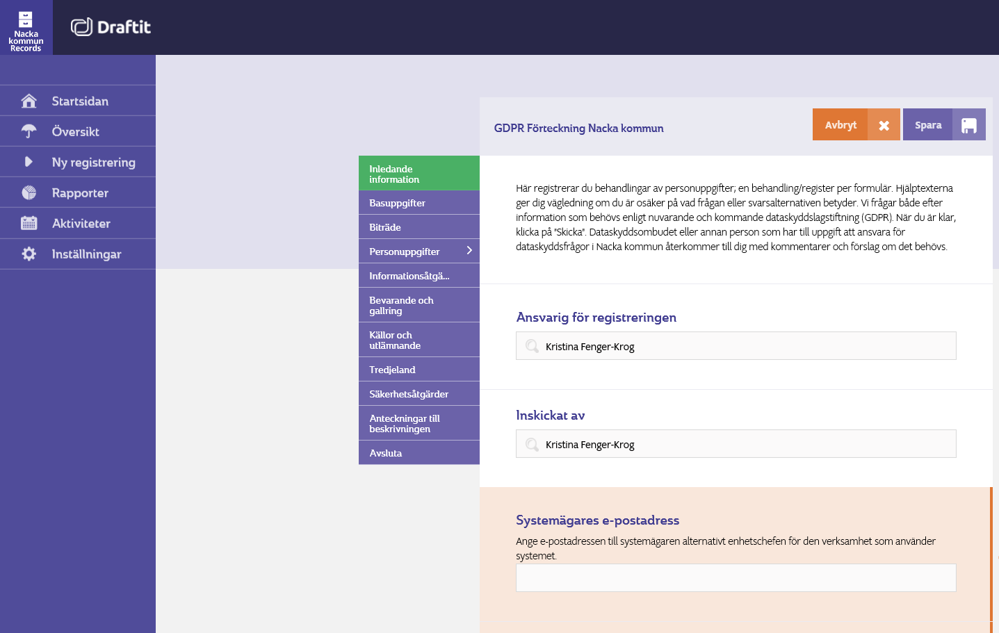 Nacka
kommun
Records
Draftit
Startsidan
Översikt
Ny registrering
Rapporter
Aktiviteter
Inställningar
GDPR Förteckning Nacka kommun
Avbryt
Spara
Inledande
information
Basuppgifter
Biträde
Personuppgifter
Informationsåtgä...
Bevarande och
gallring
Källor och
utlämnande
Tredjeland
Säkerhetsåtgärder
Anteckningar till
beskrivningen
Avsluta
Här registrerar du behandlingar av personuppgifter; en behandling/register per formulär. Hjälptexterna
ger dig vägledning om du är osäker på vad frågan eller svarsalternativen betyder. Vi frågar både efter
information som behövs enligt nuvarande och kommande dataskyddslagstiftning (GDPR). När du är klar,
klicka på "Skicka". Dataskyddsombudet eller annan person som har till uppgift att ansvara för
dataskyddsfrågor i Nacka kommun återkommer till dig med kommentarer och förslag om det behövs.
Ansvarig för registreringen
Kristina Fenger-Krog
Inskickat av
Kristina Fenger-Krog
Systemägares e-postadress
Ange e-postadressen till systemägaren alternativt enhetschefen för den verksamhet som använder
systemet.